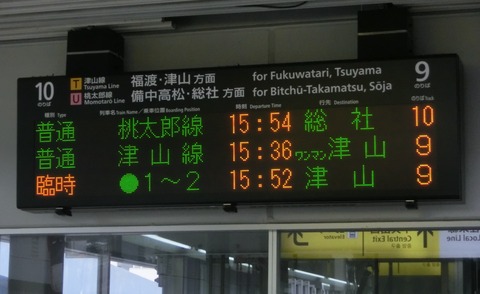 10 のりば
T 津山線 Tsuyama Line
U 桃太郎線 Momotarō Line
福渡・津山 方面 for Fukuwatari, Tsuyama
備中高松・総社 方面 for Bitchū-Takamatsu, Sōja
9 のりば
種別 Type 列車名 Train Name / 乗車位置 Boarding Position 時刻 Departure Time 行先 Destination のりば Track
普通 桃太郎線 15:54 総社 10
普通 津山線 15:36 ワンマン 津山 9
臨時 ●1~2 15:52 津山 9
Elevator
Central Exit
Local Line